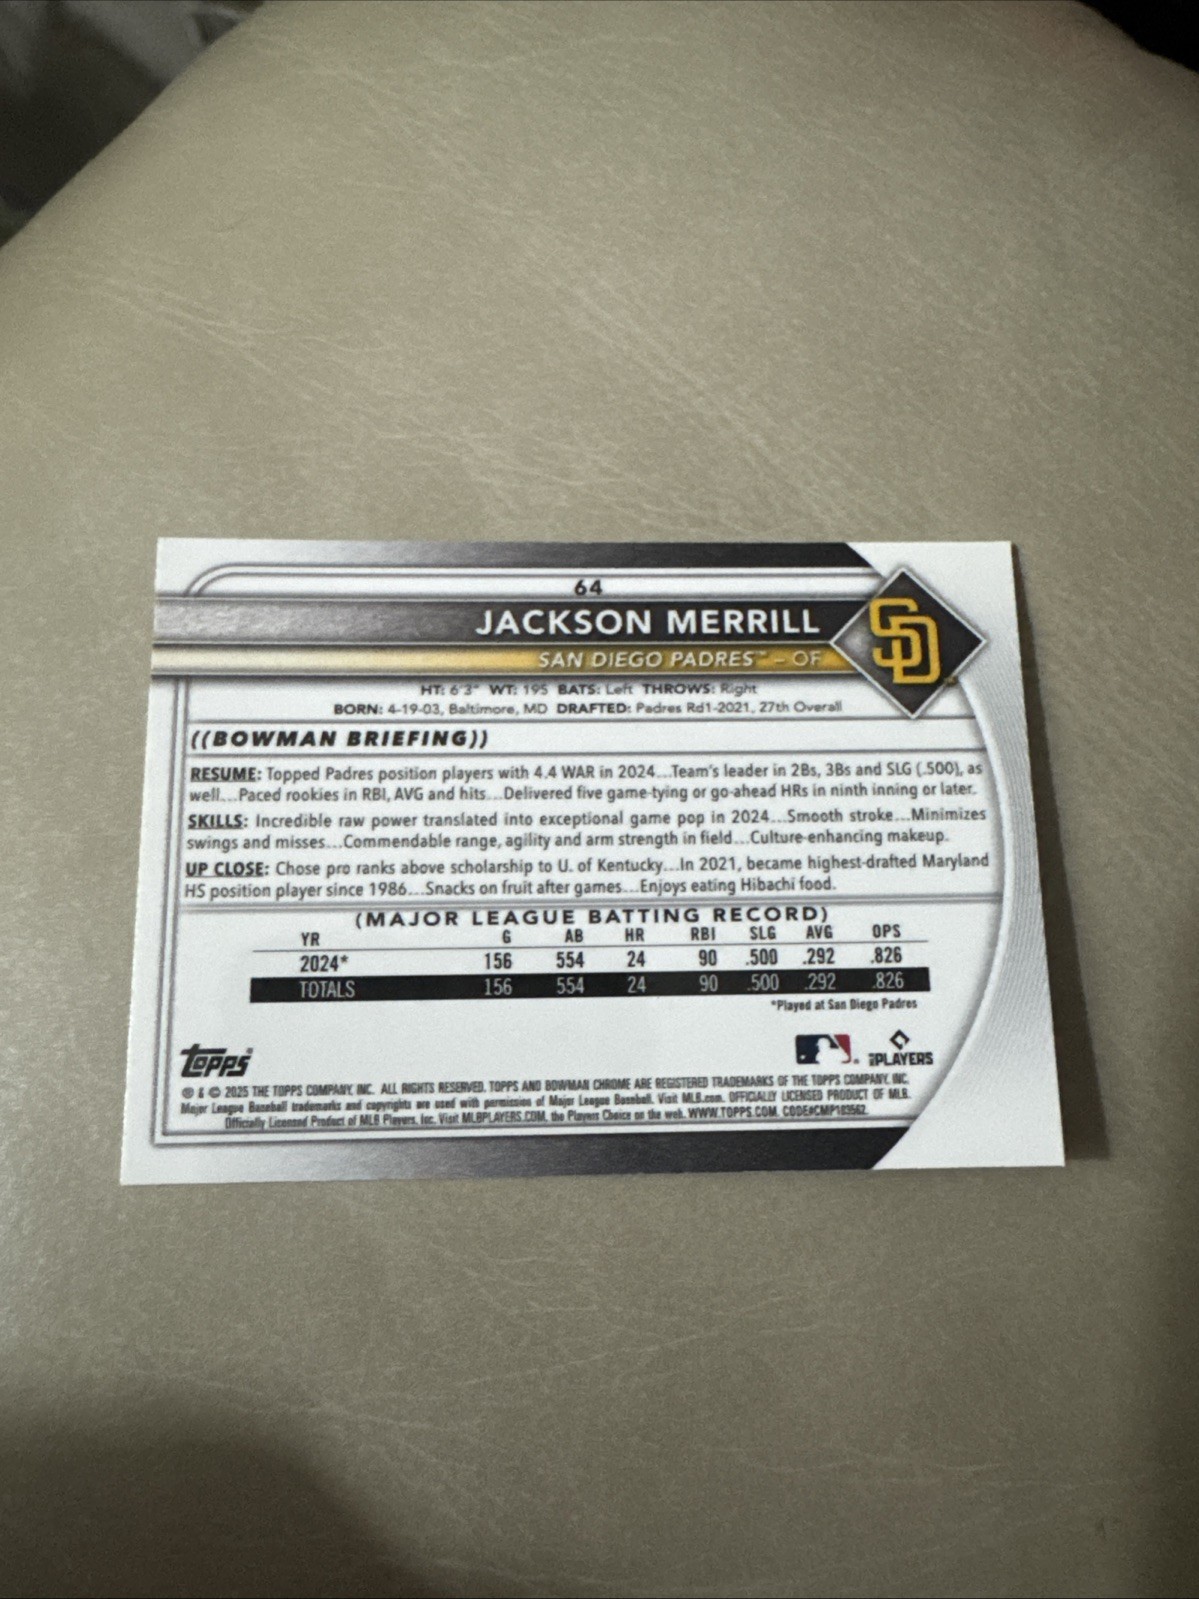 64
JACKSON MERRILL
SAN DIEGO PADRES™ – OF
SD
HT: 6'3" WT: 195 BATS: Left THROWS: Right
BORN: 4-19-03, Baltimore, MD DRAFTED: Padres Rd1-2021, 27th Overall
((BOWMAN BRIEFING))
RESUME: Topped Padres position players with 4.4 WAR in 2024...Team's leader in 2Bs, 3Bs and SLG (.500), as
well...Paced rookies in RBI, AVG and hits...Delivered five game-tying or go-ahead HRs in ninth inning or later.
SKILLS: Incredible raw power translated into exceptional game pop in 2024...Smooth stroke...Minimizes
swings and misses...Commendable range, agility and arm strength in field...Culture-enhancing makeup.
UP CLOSE: Chose pro ranks above scholarship to U. of Kentucky...In 2021, became highest-drafted Maryland
HS position player since 1986...Snacks on fruit after games...Enjoys eating Hibachi food.
(MAJOR LEAGUE BATTING RECORD)
YR G AB HR RBI SLG AVG OPS
2024* 156 554 24 90 .500 .292 .826
TOTALS 156 554 24 90 .500 .292 .826
*Played at San Diego Padres
Topps
PLAYERS
® & © 2025 THE TOPPS COMPANY, INC. ALL RIGHTS RESERVED. TOPPS AND BOWMAN CHROME ARE REGISTERED TRADEMARKS OF THE TOPPS COMPANY, INC.
Major League Baseball trademarks and copyrights are used with permission of Major League Baseball. Visit MLB.com. OFFICIALLY LICENSED PRODUCT OF MLB.
Officially Licensed Product of MLB Players, Inc. Visit MLBPLAYERS.COM, the Players Choice on the web. WWW.TOPPS.COM. CODE#CMP183562